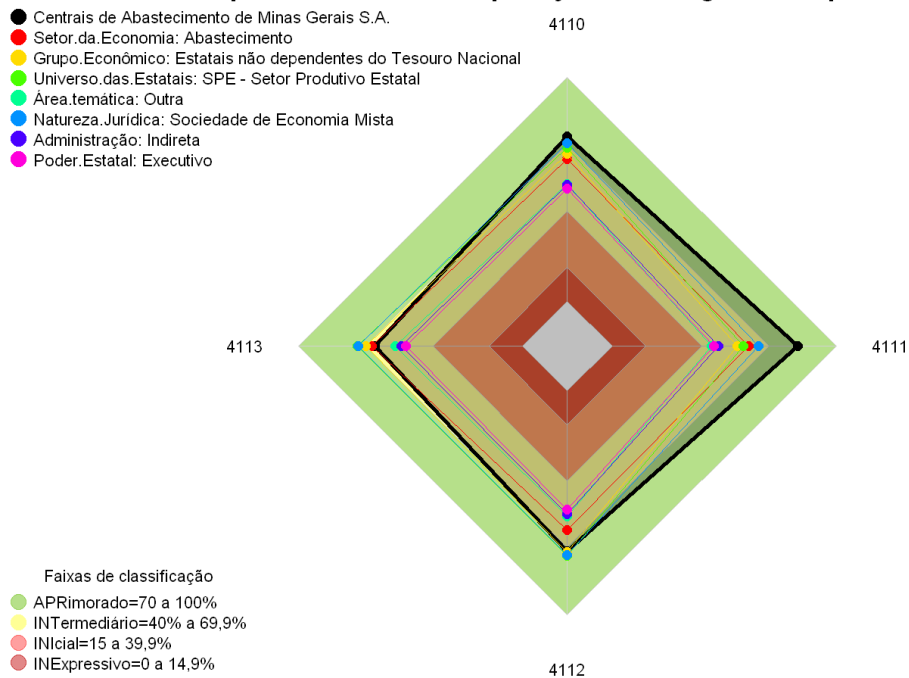 4110
Centrais de Abastecimento de Minas Gerais S.A.
Setor.da.Economia: Abastecimento
Grupo.Econômico: Estatais não dependentes do Tesouro Nacional
Universo.das.Estatais: SPE - Setor Produtivo Estatal
Área.temática: Outra
Natureza.Jurídica: Sociedade de Economia Mista
Administração: Indireta
Poder.Estatal: Executivo
4113
4111
Faixas de classificação
APRimorado=70 a 100%
INTermediário=40% a 69,9%
INIcial=15 a 39,9%
INExpressivo=0 a 14,9%
4112